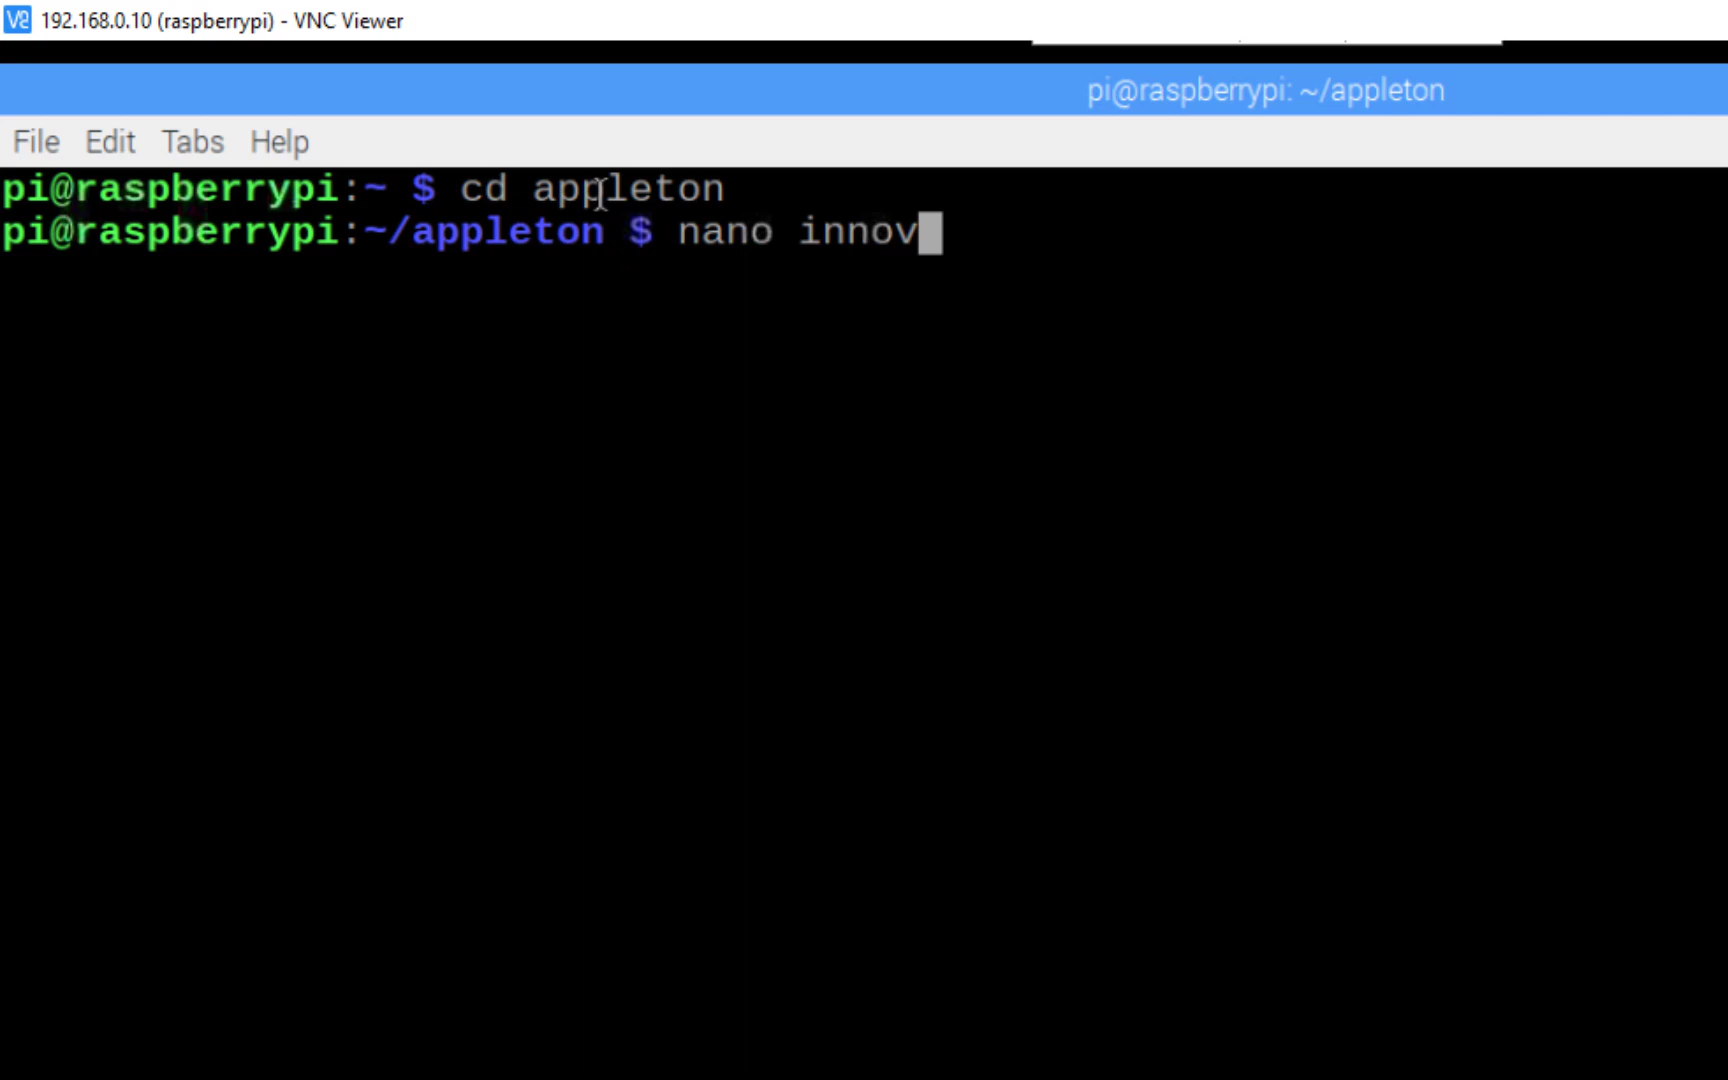 192.168.0.10 (raspberrypi) - VNC Viewer
pi@raspberrypi: ~/appleton
File Edit Tabs Help
pi@raspberrypi:~ $ cd appleton
pi@raspberrypi:~/appleton $ nano innov